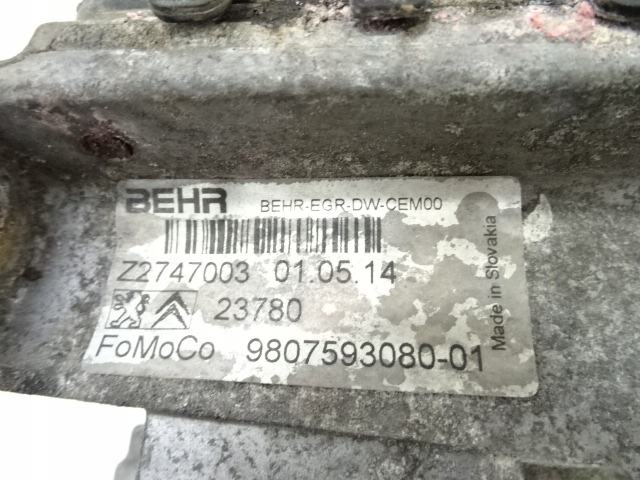 BEHR BEHR-EGR-DW-CEM00
Z2747003 01.05.14
23780
FoMoCo 9807593080-01
Made in Slovakia